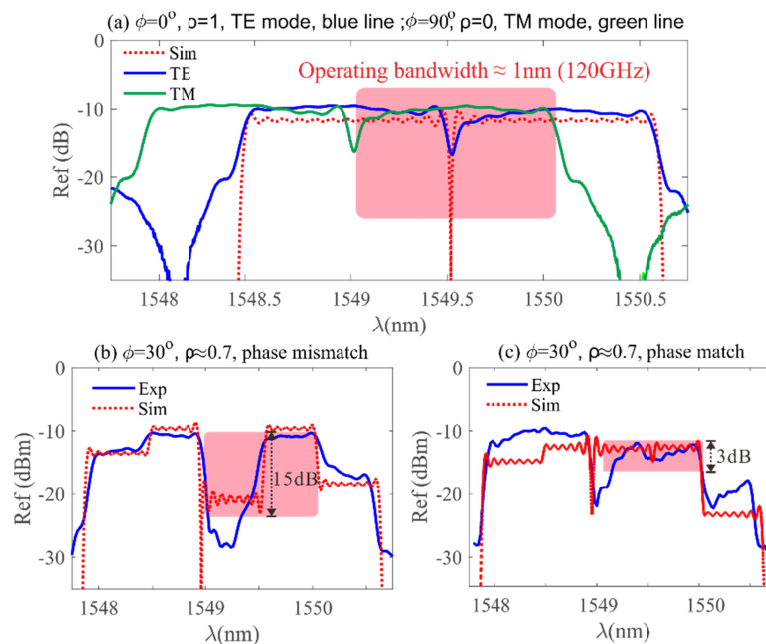 (a) ϕ=0°, ρ=1, TE mode, blue line ;ϕ=90°, ρ=0, TM mode, green line
0
-10
-20
-30
Ref (dB)
Sim
TE
TM
Operating bandwidth ≈ 1nm (120GHz)
1548 1548.5 1549 1549.5 1550 1550.5
λ(nm)
(b) ϕ=30°, ρ≈0.7, phase mismatch
0
-10
-20
-30
Ref (dBm)
Exp
Sim
15dB
1548 1549 1550
λ(nm)
(c) ϕ=30°, ρ≈0.7, phase match
0
-10
-20
-30
Ref (dBm)
Exp
Sim
3dB
1548 1549 1550
λ(nm)